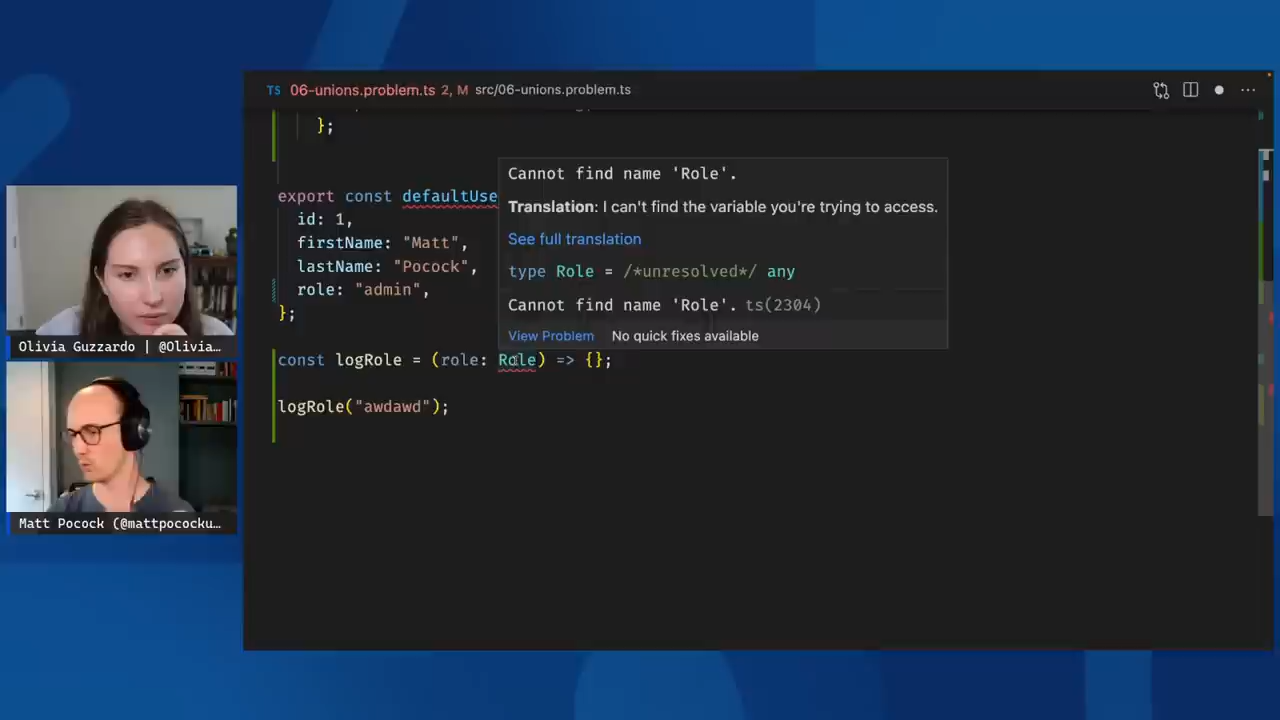 TS 06-unions.problem.ts 2, M src/06-unions.problem.ts
};
Cannot find name 'Role'.
Translation: I can't find the variable you're trying to access.
See full translation
type Role = /*unresolved*/ any
Cannot find name 'Role'. ts(2304)
View Problem No quick fixes available
export const defaultUse
id: 1,
firstName: "Matt",
lastName: "Pocock",
role: "admin",
};
const logRole = (role: Role) => {};
logRole("awdawd");
Olivia Guzzardo | @Olivia…
Matt Pocock (@mattpococku…